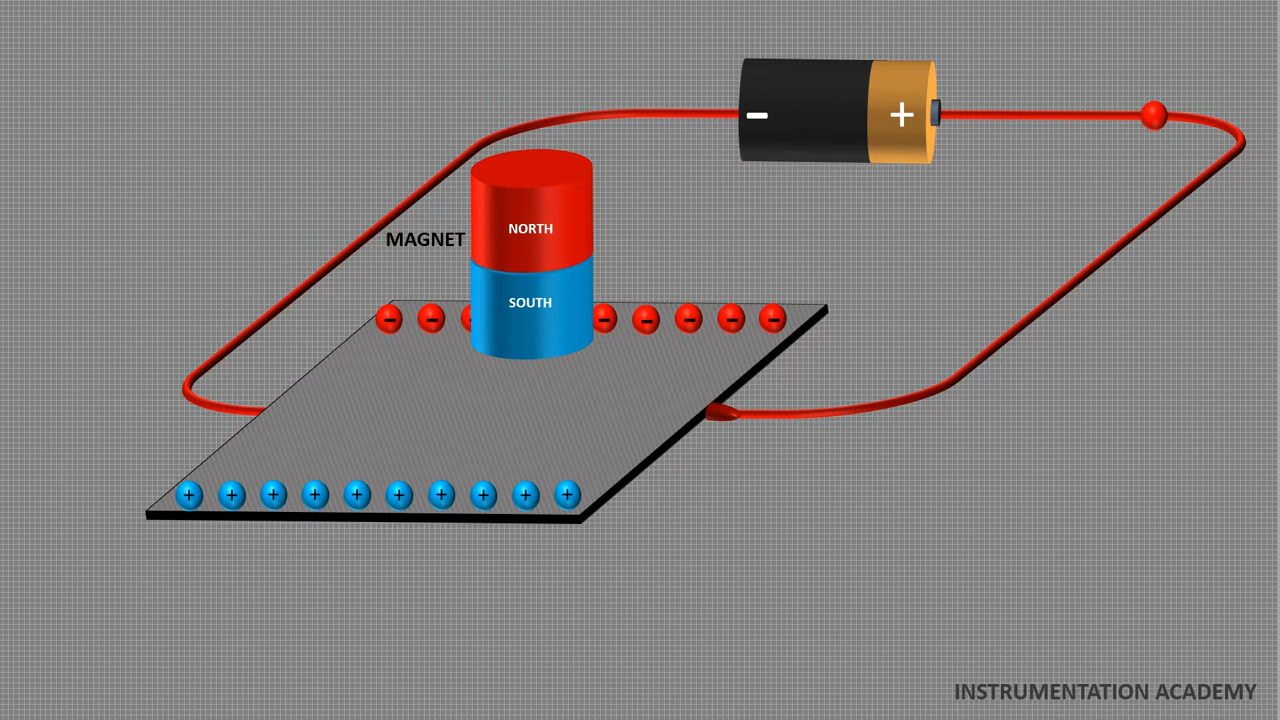 − +
NORTH
MAGNET
SOUTH
− − − − − − −
+ + + + + + + + + +
INSTRUMENTATION ACADEMY